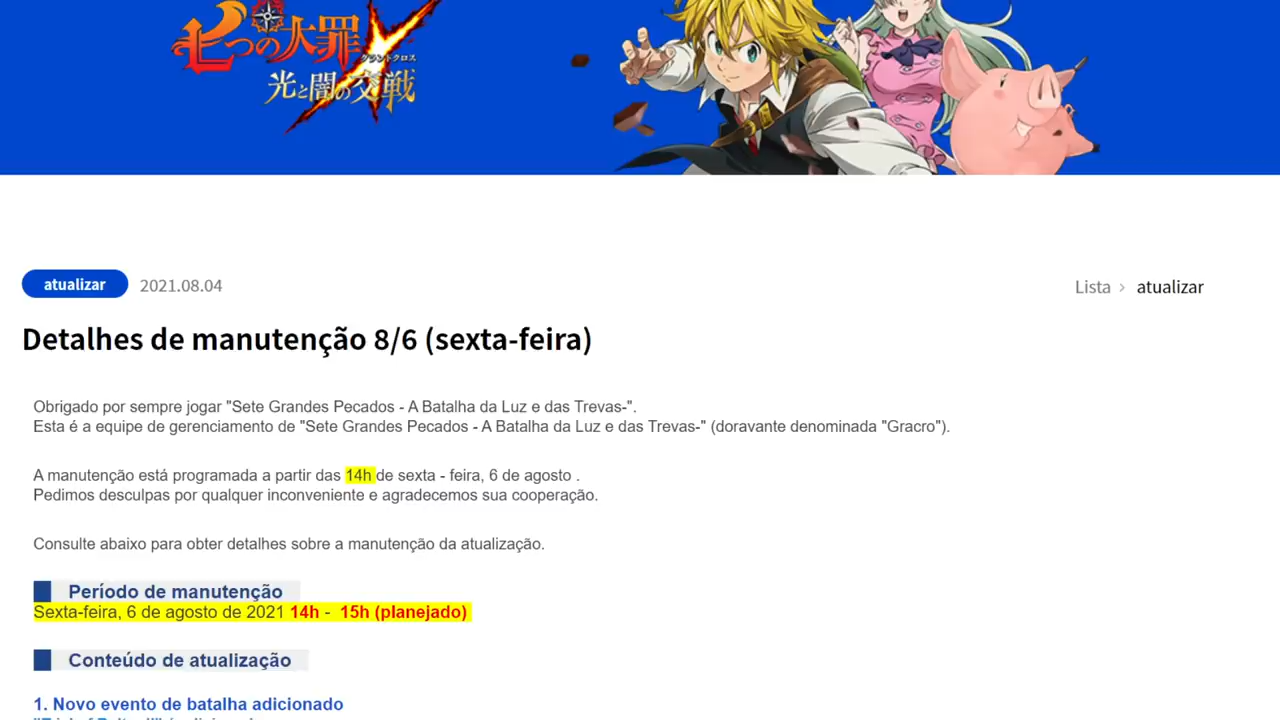 七つの大罪
グランドクロス
光と闇の交戦
atualizar
2021.08.04
Lista > atualizar
Detalhes de manutenção 8/6 (sexta-feira)
Obrigado por sempre jogar "Sete Grandes Pecados - A Batalha da Luz e das Trevas-".
Esta é a equipe de gerenciamento de "Sete Grandes Pecados - A Batalha da Luz e das Trevas-" (doravante denominada "Gracro").
A manutenção está programada a partir das 14h de sexta - feira, 6 de agosto .
Pedimos desculpas por qualquer inconveniente e agradecemos sua cooperação.
Consulte abaixo para obter detalhes sobre a manutenção da atualização.
Período de manutenção
Sexta-feira, 6 de agosto de 2021 14h - 15h (planejado)
Conteúdo de atualização
1. Novo evento de batalha adicionado